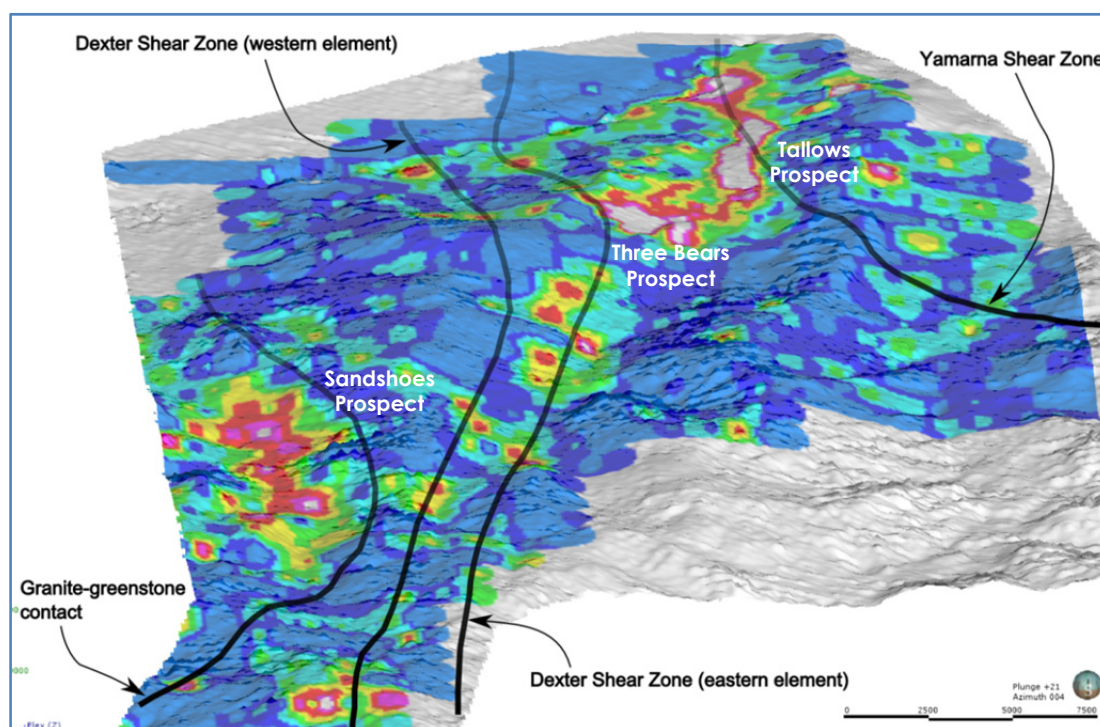 Dexter Shear Zone (western element)
Yamarna Shear Zone
Tallows
Prospect
Three Bears
Prospect
Sandshoes
Prospect
Granite-greenstone
contact
Dexter Shear Zone (eastern element)
Plunge +21
Azimuth 004
0 2500 5000 7500